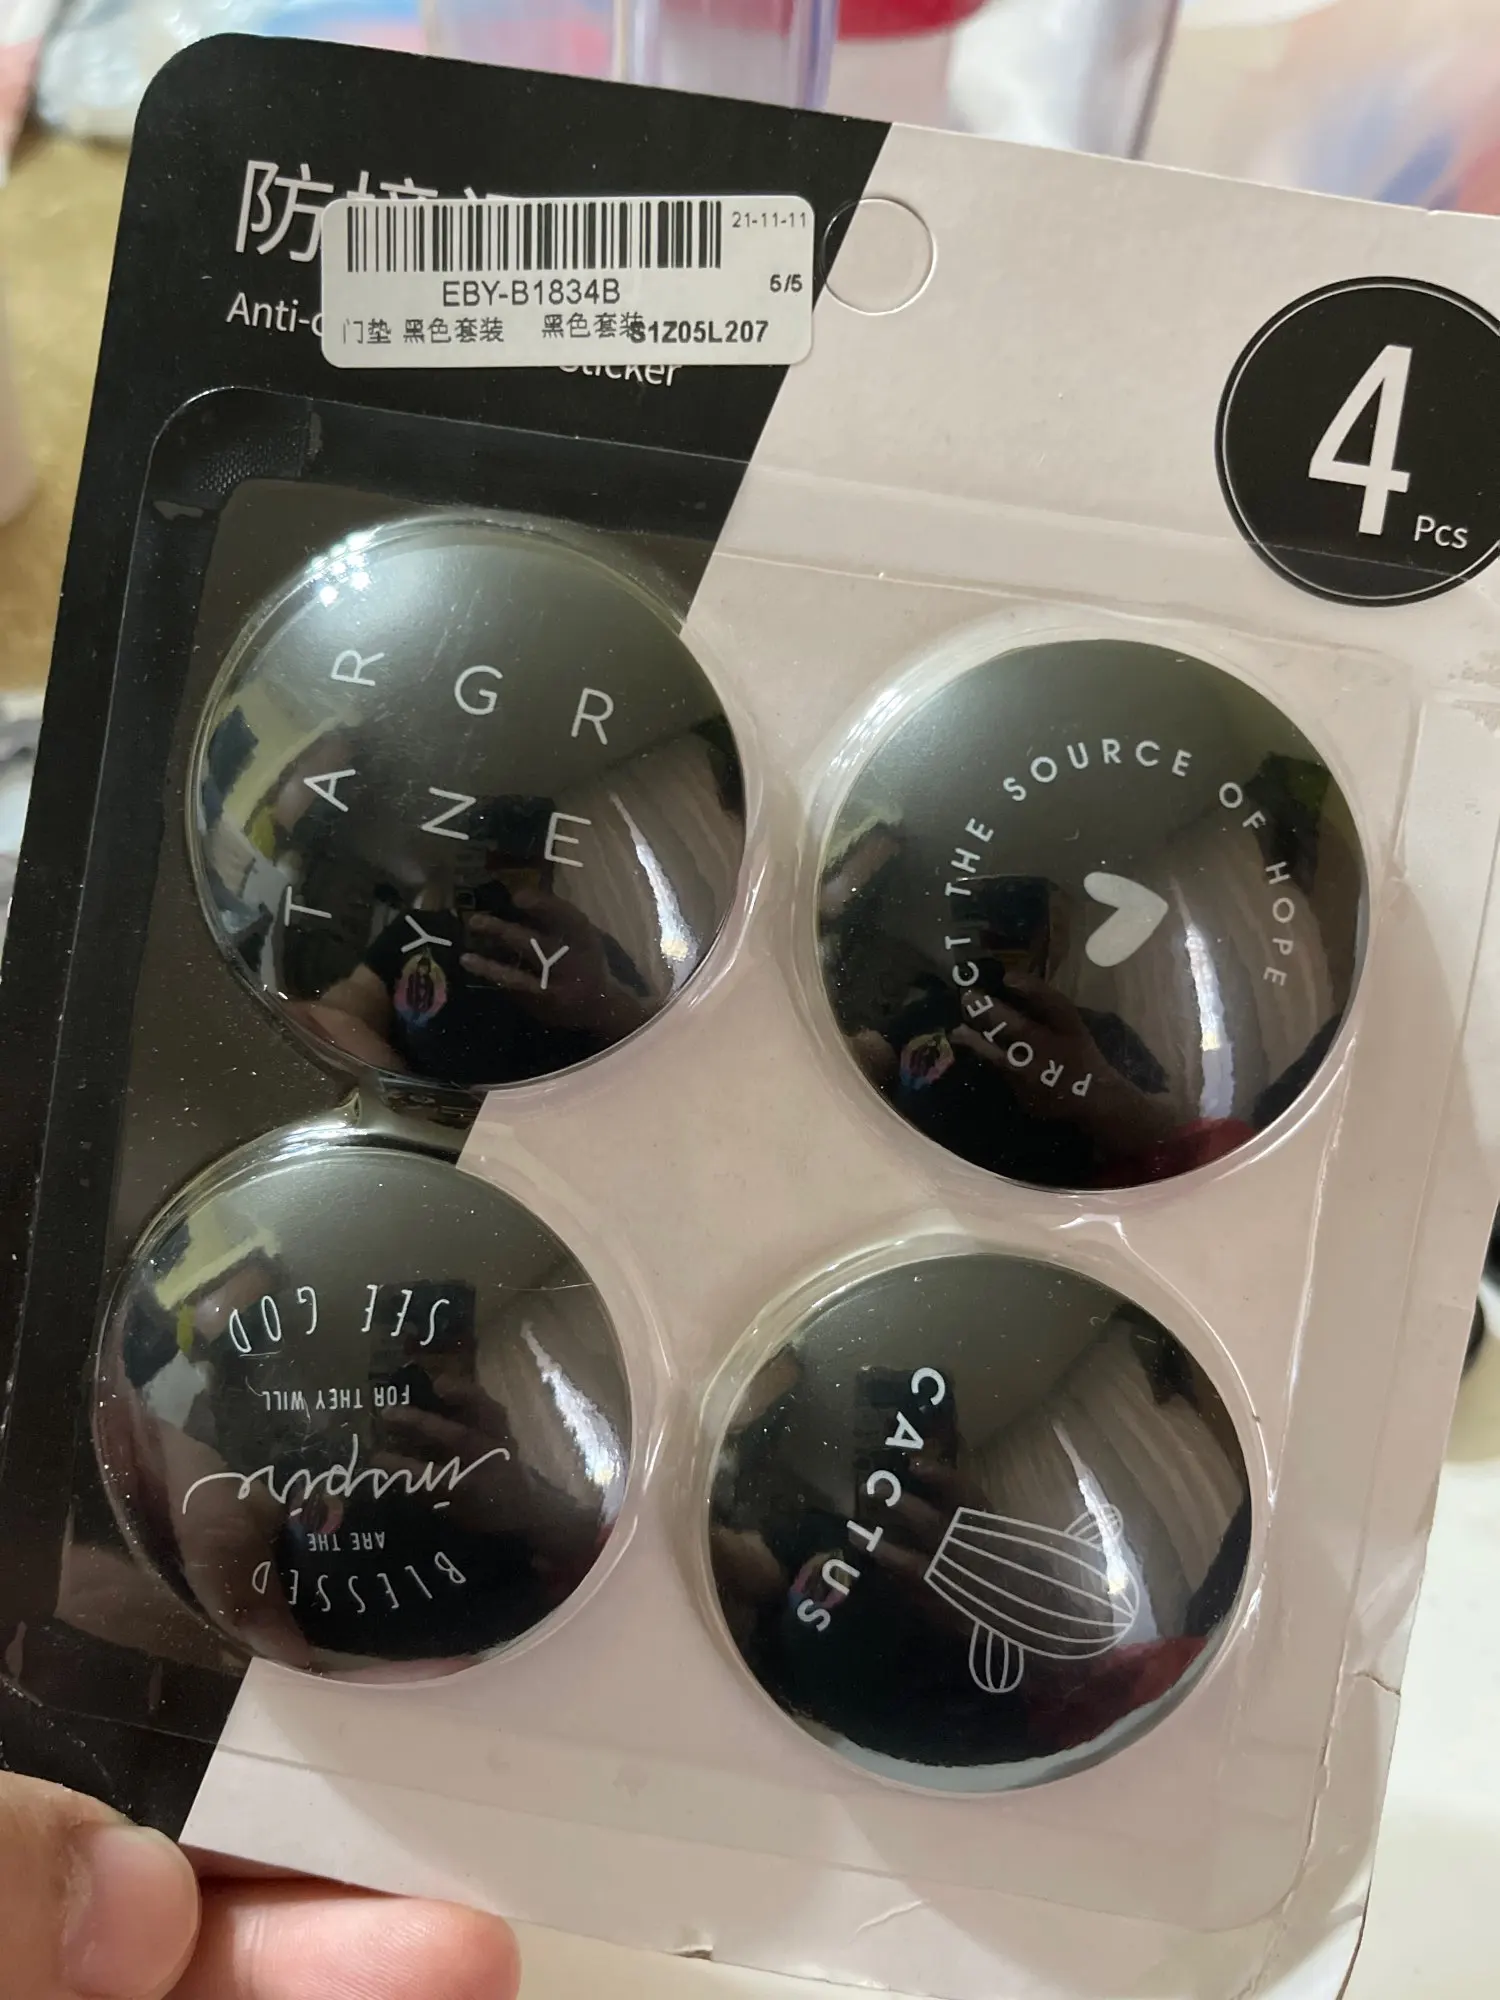 防
21-11-11
EBY-B1834B
5/5
门垫 黑色套装 黑色套装
S1Z05L207
Sticker
4 Pcs
R G R
A N E
T Y Y
PROTECT THE SOURCE OF HOPE
BLESSED
ARE THE
inspire
FOR THEY WILL
SEE GOD
CACTUS